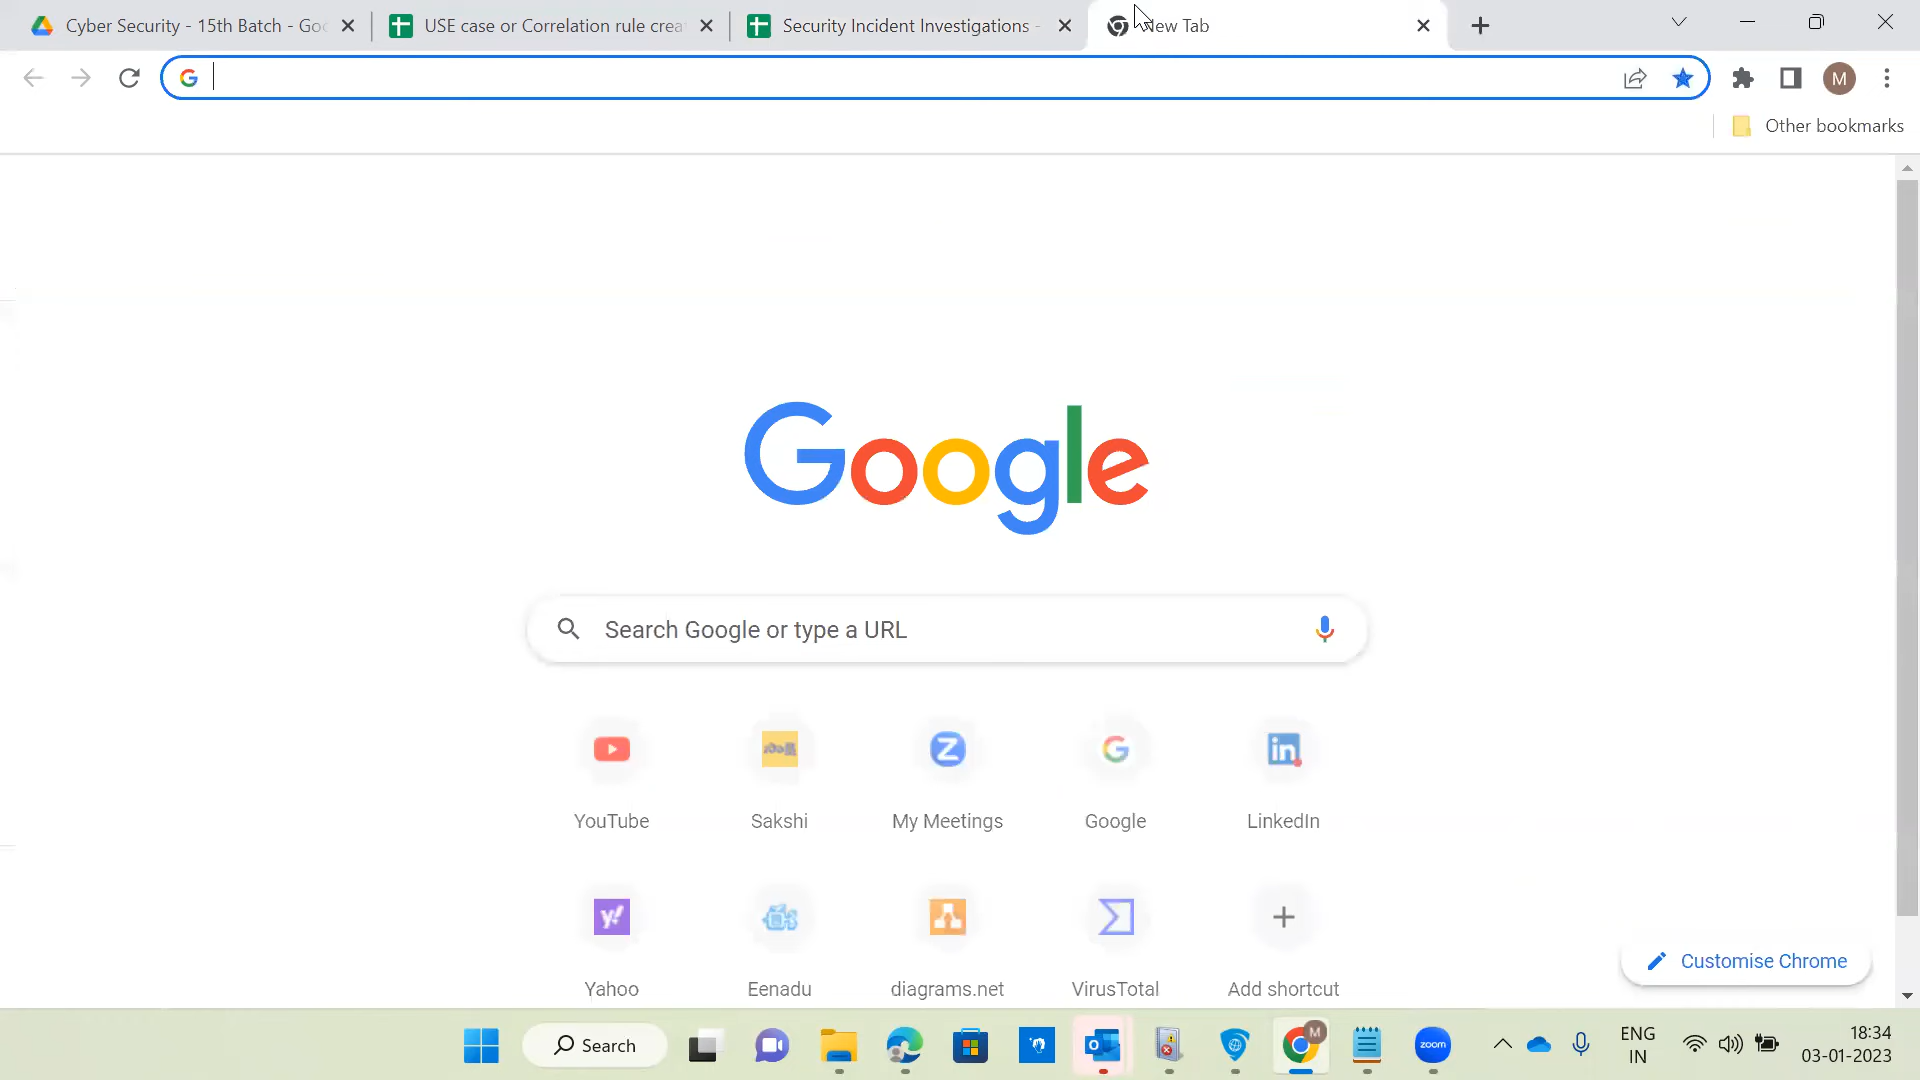 Cyber Security - 15th Batch - Goo
USE case or Correlation rule crea
Security Incident Investigations -
New Tab
M
Other bookmarks
Google
Search Google or type a URL
YouTube
Sakshi
My Meetings
Google
LinkedIn
Yahoo
Eenadu
diagrams.net
VirusTotal
Add shortcut
Customise Chrome
Search
M
zoom
ENG
IN
18:34
03-01-2023